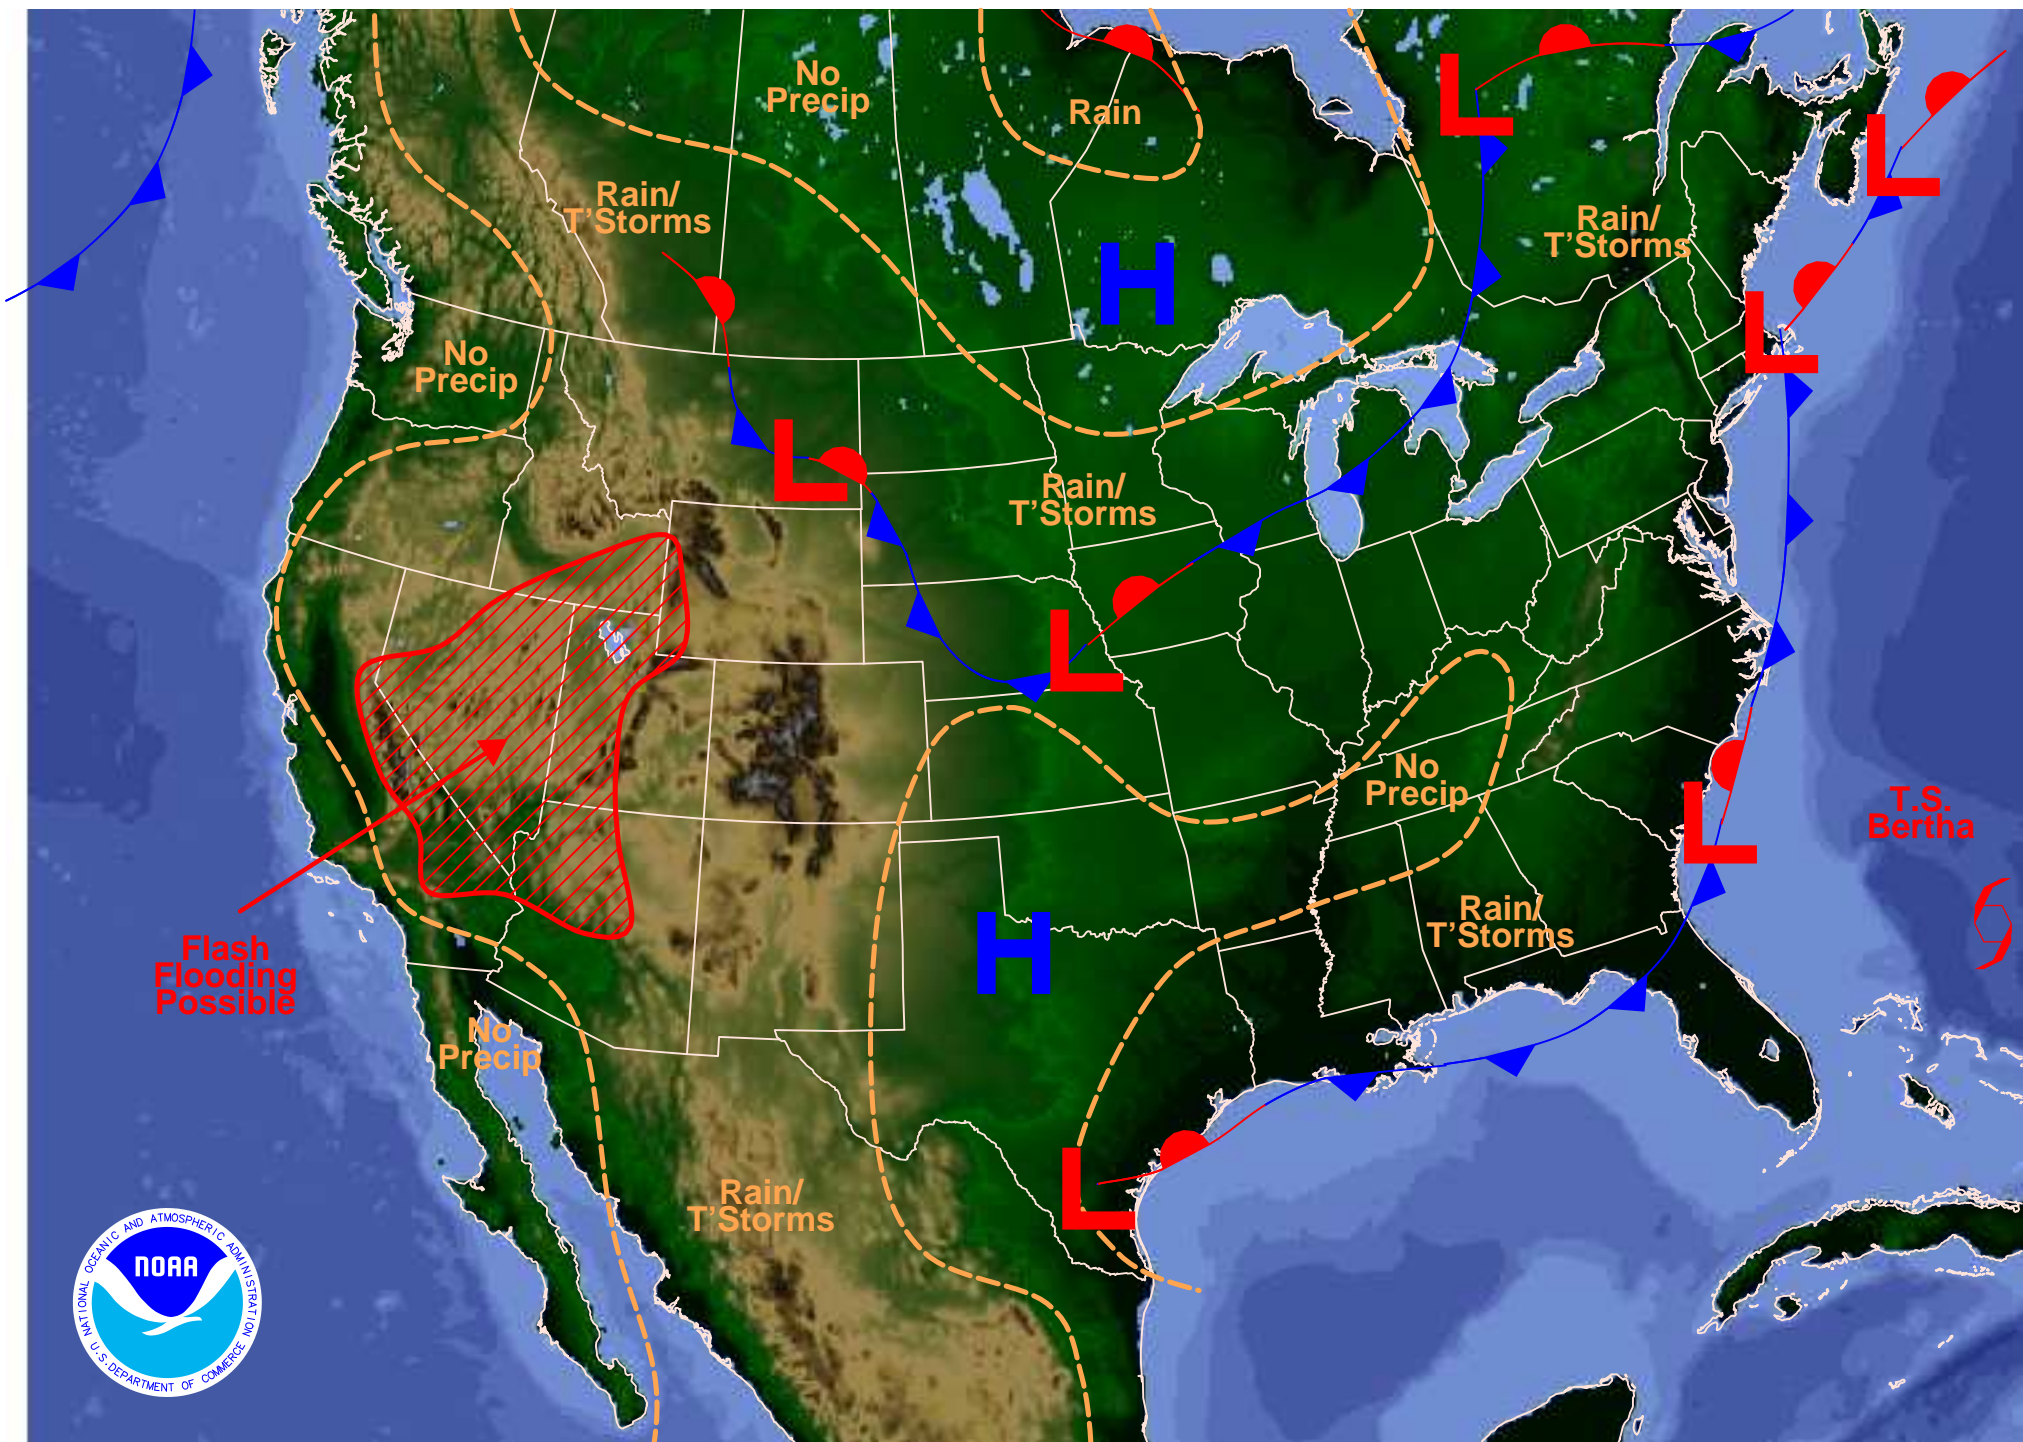 No
Precip
Rain
Rain/
T'Storms
Rain/
T'Storms
H
L
L
L
No
Precip
L
Rain/
T'Storms
L
No
Precip
T.S.
Bertha
L
Rain/
T'Storms
H
Flash
Flooding
Possible
No
Precip
L
Rain/
T'Storms
NOAA
NATIONAL OCEANIC AND ATMOSPHERIC ADMINISTRATION
U.S. DEPARTMENT OF COMMERCE